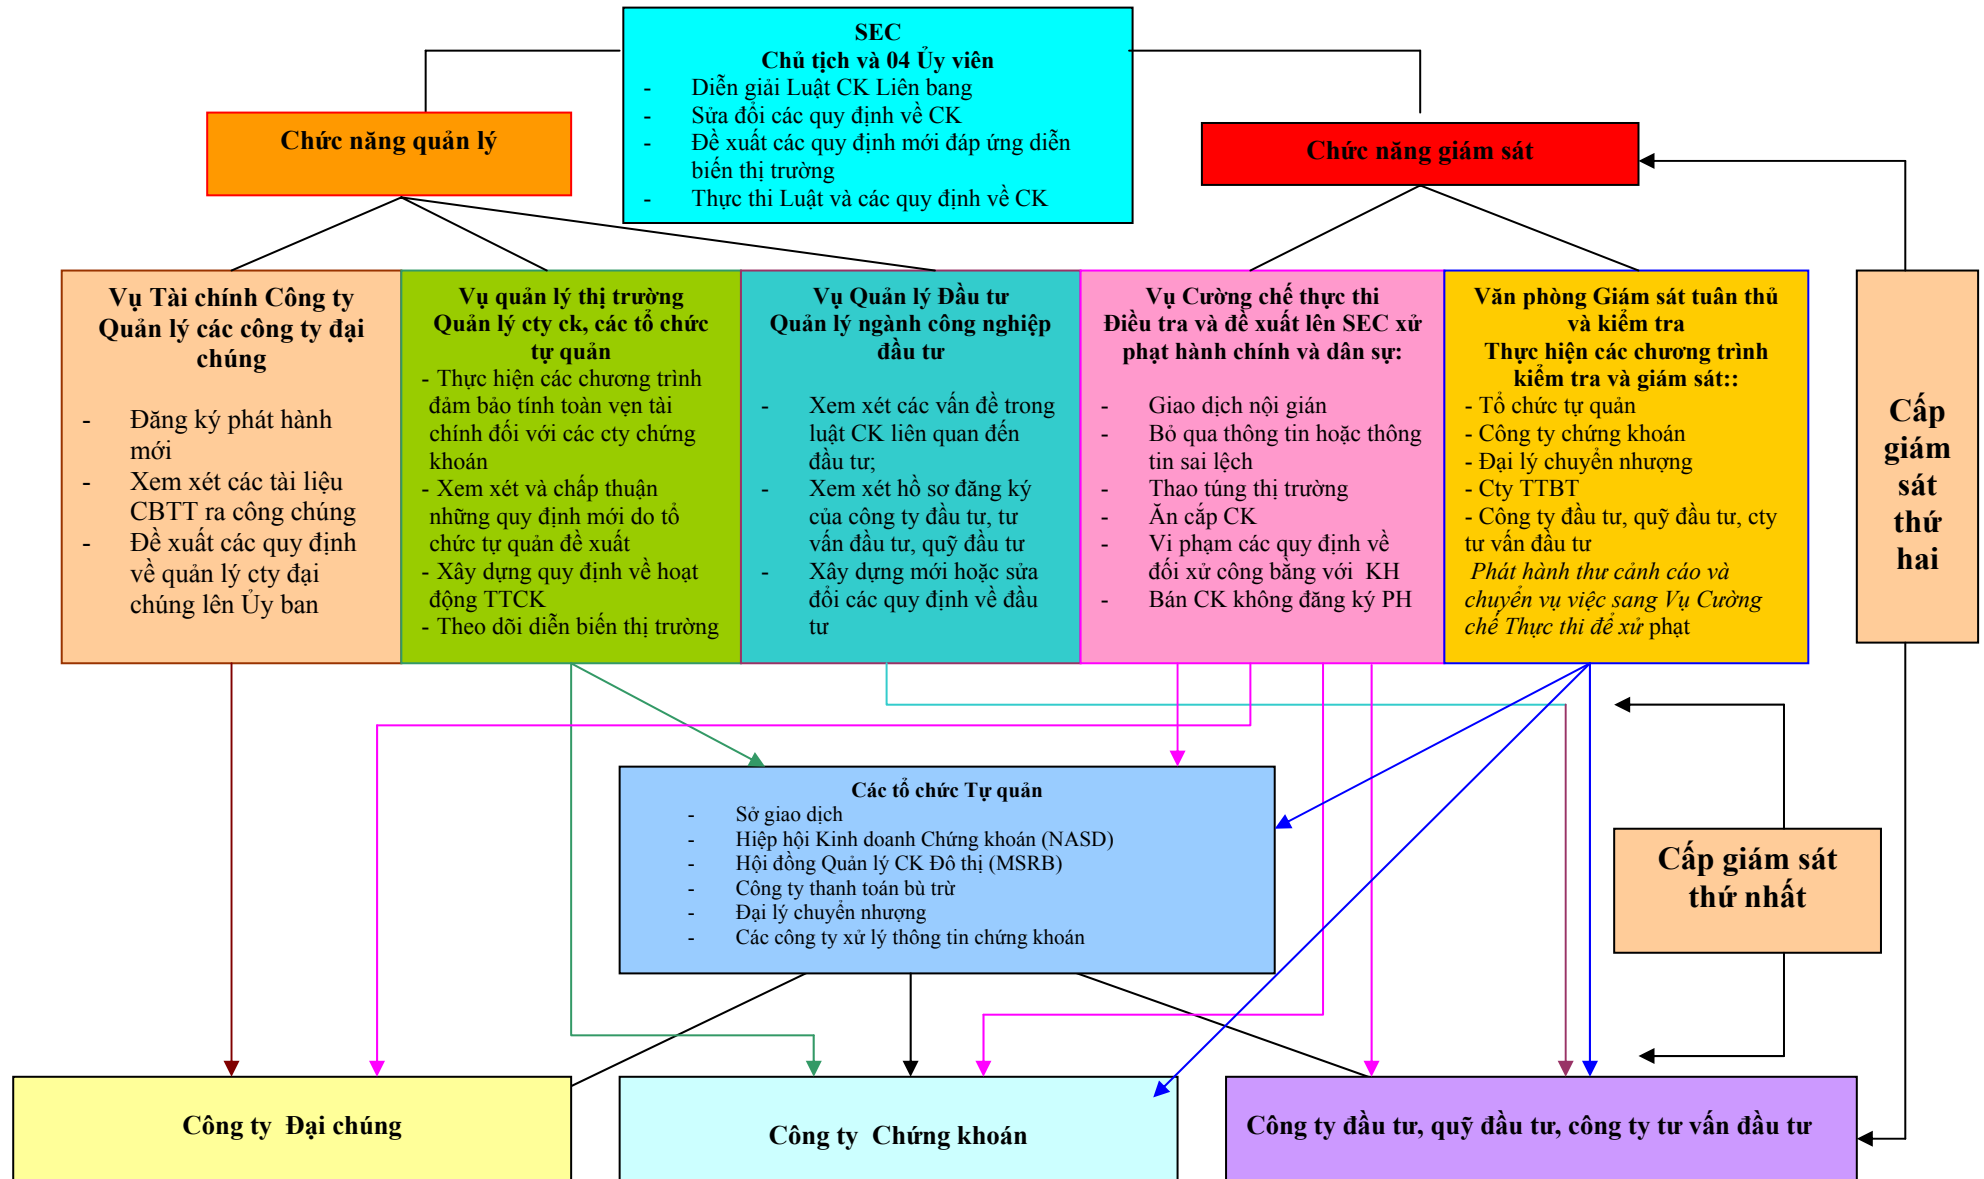 SEC
Chủ tịch và 04 Ủy viên
- Diễn giải Luật CK Liên bang
- Sửa đổi các quy định về CK
- Đề xuất các quy định mới đáp ứng diễn
biến thị trường
- Thực thi Luật và các quy định về CK
Chức năng quản lý
Chức năng giám sát
Vụ Tài chính Công ty
Quản lý các công ty đại
chúng
- Đăng ký phát hành
mới
- Xem xét các tài liệu
CBTT ra công chúng
- Đề xuất các quy định
về quản lý cty đại
chúng lên Ủy ban
Vụ quản lý thị trường
Quản lý cty ck, các tổ chức
tự quản
- Thực hiện các chương trình
đảm bảo tính toàn vẹn tài
chính đối với các cty chứng
khoán
- Xem xét và chấp thuận
những quy định mới do tổ
chức tự quản đề xuất
- Xây dựng quy định về hoạt
động TTCK
- Theo dõi diễn biến thị trường
Vụ Quản lý Đầu tư
Quản lý ngành công nghiệp
đầu tư
- Xem xét các vấn đề trong
luật CK liên quan đến
đầu tư;
- Xem xét hồ sơ đăng ký
của công ty đầu tư, tư
vấn đầu tư, quỹ đầu tư
- Xây dựng mới hoặc sửa
đổi các quy định về đầu
tư
Vụ Cường chế thực thi
Điều tra và đề xuất lên SEC xử
phạt hành chính và dân sự:
- Giao dịch nội gián
- Bỏ qua thông tin hoặc thông
tin sai lệch
- Thao túng thị trường
- Ăn cắp CK
- Vi phạm các quy định về
đối xử công bằng với KH
- Bán CK không đăng ký PH
Văn phòng Giám sát tuân thủ
và kiểm tra
Thực hiện các chương trình
kiểm tra và giám sát::
- Tổ chức tự quản
- Công ty chứng khoán
- Đại lý chuyển nhượng
- Cty TTBT
- Công ty đầu tư, quỹ đầu tư, cty
tư vấn đầu tư
Phát hành thư cảnh cáo và
chuyển vụ việc sang Vụ Cường
chế Thực thi để xử phạt
Cấp
giám
sát
thứ
hai
Các tổ chức Tự quản
- Sở giao dịch
- Hiệp hội Kinh doanh Chứng khoán (NASD)
- Hội đồng Quản lý CK Đô thị (MSRB)
- Công ty thanh toán bù trừ
- Đại lý chuyển nhượng
- Các công ty xử lý thông tin chứng khoán
Cấp giám sát
thứ nhất
Công ty Đại chúng
Công ty Chứng khoán
Công ty đầu tư, quỹ đầu tư, công ty tư vấn đầu tư